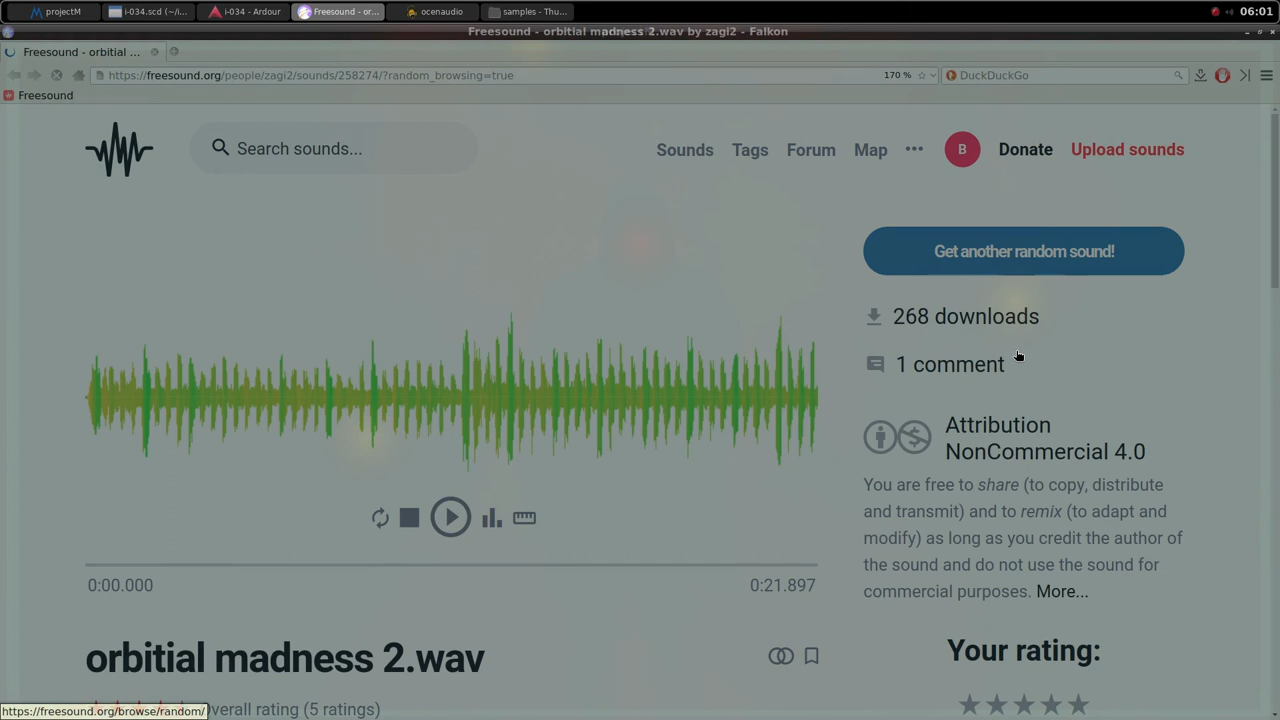 projectM
i-034.scd (~/i...
i-034 - Ardour
Freesound - or...
ocenaudio
samples - Thu...
06:01
Freesound - orbitial madness 2.wav by zagi2 - Falkon
Freesound - orbitial ...
https://freesound.org/people/zagi2/sounds/258274/?random_browsing=true
170 %
DuckDuckGo
Freesound
Search sounds...
Sounds
Tags
Forum
Map
B
Donate
Upload sounds
Get another random sound!
268 downloads
1 comment
Attribution
NonCommercial 4.0
You are free to share (to copy, distribute
and transmit) and to remix (to adapt and
modify) as long as you credit the author of
the sound and do not use the sound for
commercial purposes. More...
0:00.000
0:21.897
orbitial madness 2.wav
Your rating:
https://freesound.org/browse/random/
verall rating (5 ratings)